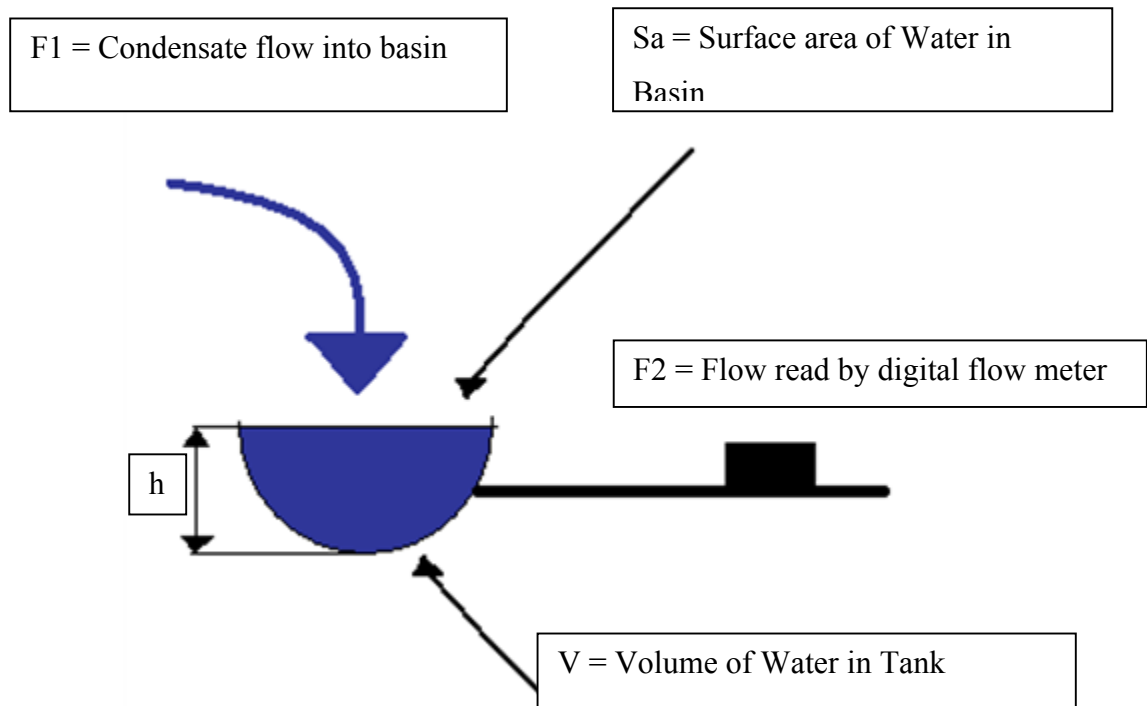 F1 = Condensate flow into basin
Sa = Surface area of Water in
Basin
F2 = Flow read by digital flow meter
h
V = Volume of Water in Tank